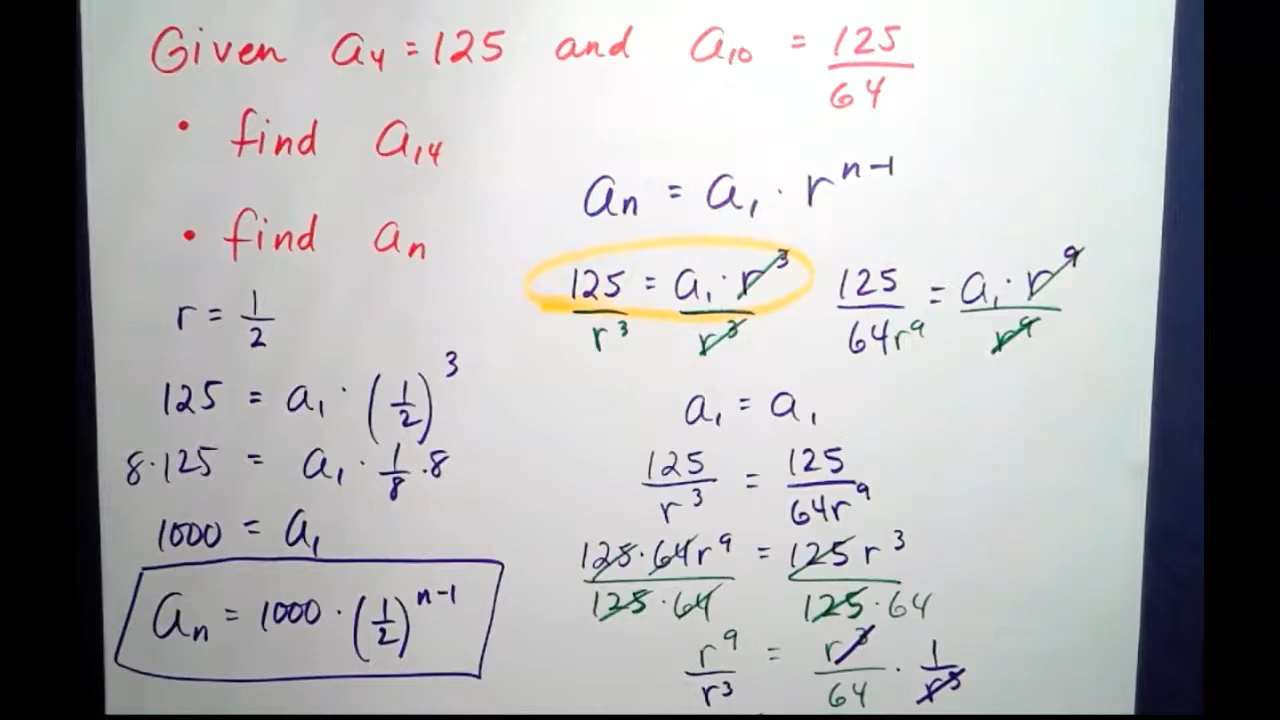 Given a₄ = 125 and a₁₀ = 125/64
• find a₁₄
• find aₙ
r = 1/2
125 = a₁ · (1/2)³
8·125 = a₁ · 1/8 · 8
1000 = a₁
aₙ = 1000 · (1/2)ⁿ⁻¹
aₙ = a₁ · rⁿ⁻¹
125/r³ = a₁ · r³/r³
125/64r⁹ = a₁ · r⁹/r⁹
a₁ = a₁
125/r³ = 125/64r⁹
125·64r⁹/125·64 = 125r³/125·64
r⁹/r³ = r³/64 · 1/r³